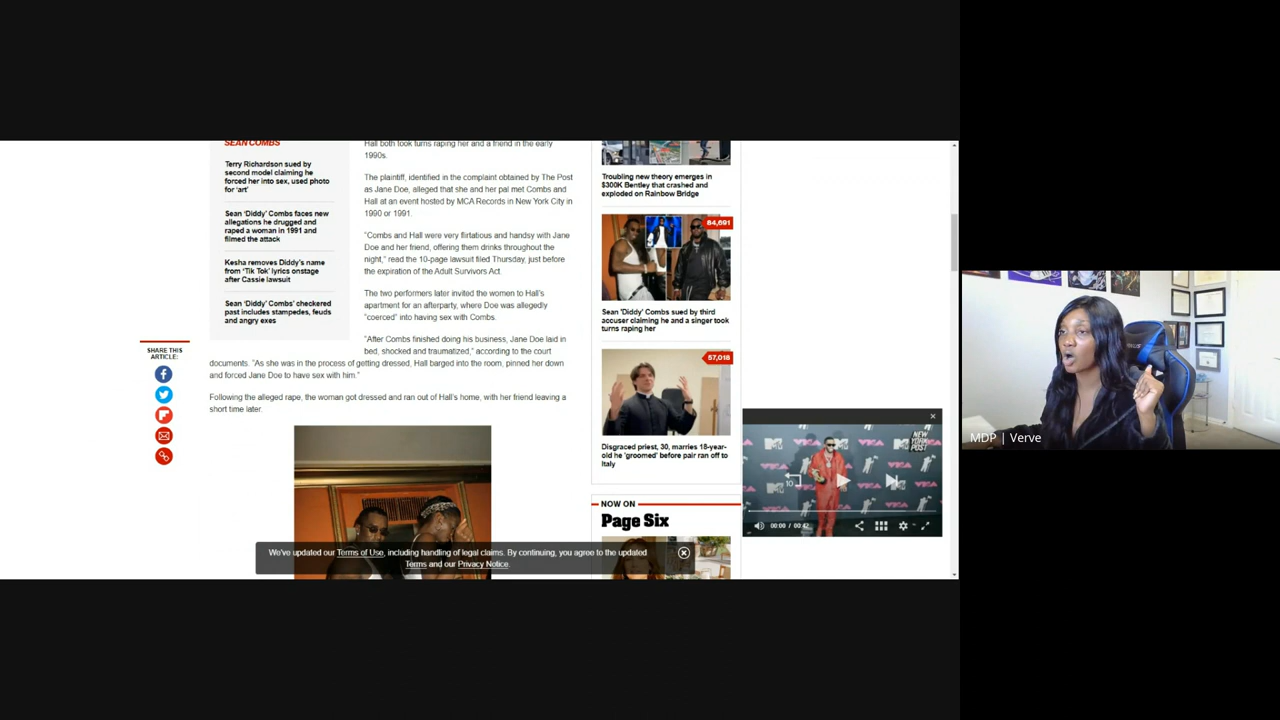 SEAN COMBS
Terry Richardson sued by
second model claiming he
forced her into sex, used photo
for 'art'
Sean 'Diddy' Combs faces new
allegations he drugged and
raped a woman in 1991 and
filmed the attack
Kesha removes Diddy's name
from 'Tik Tok' lyrics onstage
after Cassie lawsuit
Sean 'Diddy' Combs' checkered
past includes stampedes, feuds
and angry exes
SHARE THIS
ARTICLE:
Hall both took turns raping her and a friend in the early
1990s.
The plaintiff, identified in the complaint obtained by The Post
as Jane Doe, alleged that she and her pal met Combs and
Hall at an event hosted by MCA Records in New York City in
1990 or 1991.
"Combs and Hall were very flirtatious and handsy with Jane
Doe and her friend, offering them drinks throughout the
night," read the 10-page lawsuit filed Thursday, just before
the expiration of the Adult Survivors Act.
The two performers later invited the women to Hall's
apartment for an afterparty, where Doe was allegedly
"coerced" into having sex with Combs.
"After Combs finished doing his business, Jane Doe laid in
bed, shocked and traumatized," according to the court
documents. "As she was in the process of getting dressed, Hall barged into the room, pinned her down
and forced Jane Doe to have sex with him."
Following the alleged rape, the woman got dressed and ran out of Hall's home, with her friend leaving a
short time later.
We've updated our Terms of Use, including handling of legal claims. By continuing, you agree to the updated
Terms and our Privacy Notice.
Troubling new theory emerges in
$300K Bentley that crashed and
exploded on Rainbow Bridge
64,691
Sean 'Diddy' Combs sued by third
accuser claiming he and a singer took
turns raping her
57,018
Disgraced priest, 30, marries 18-year-
old he 'groomed' before pair ran off to
Italy
NOW ON
Page Six
NEW
YORK
POST
10
00:00 / 00:47
MDP | Verve